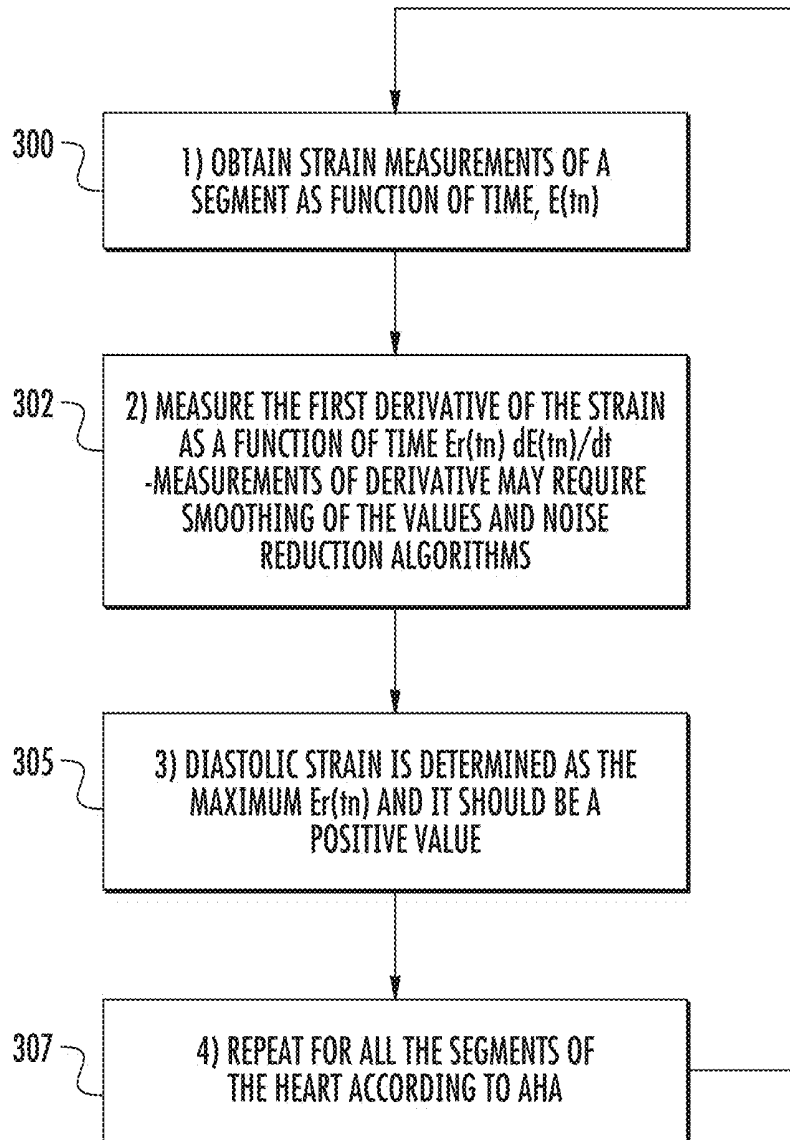 300
1) OBTAIN STRAIN MEASUREMENTS OF A
SEGMENT AS FUNCTION OF TIME, E(tn)
302
2) MEASURE THE FIRST DERIVATIVE OF THE STRAIN
AS A FUNCTION OF TIME Er(tn) dE(tn)/dt
-MEASUREMENTS OF DERIVATIVE MAY REQUIRE
SMOOTHING OF THE VALUES AND NOISE
REDUCTION ALGORITHMS
305
3) DIASTOLIC STRAIN IS DETERMINED AS THE
MAXIMUM Er(tn) AND IT SHOULD BE A
POSITIVE VALUE
307
4) REPEAT FOR ALL THE SEGMENTS OF
THE HEART ACCORDING TO AHA